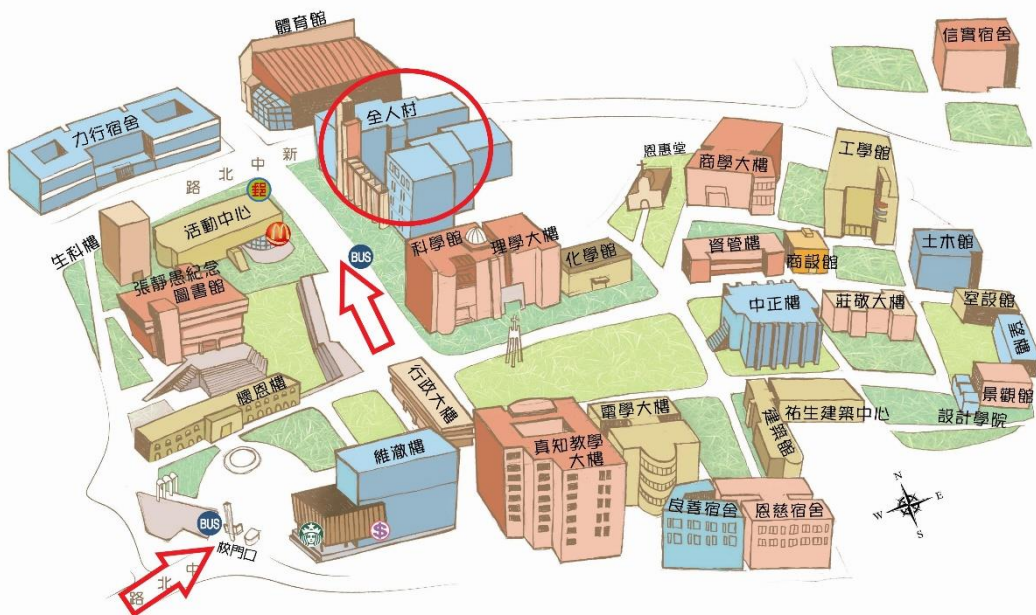 體育館
信實宿舍
全人村
力行宿舍
恩惠堂
商學大樓
工學館
新中北路
郵
活動中心
M
生科樓
BUS
科學館
理學大樓
化學館
資管樓
商設館
土木館
張靜愚紀念
圖書館
中正樓
莊敬大樓
室設館
行政大樓
懷恩樓
電學大樓
建築館
祐生建築中心
景觀館
設計學院
維澈樓
真知教學
大樓
良善宿舍
恩慈宿舍
N
W
E
S
BUS
校門口
$
中北路